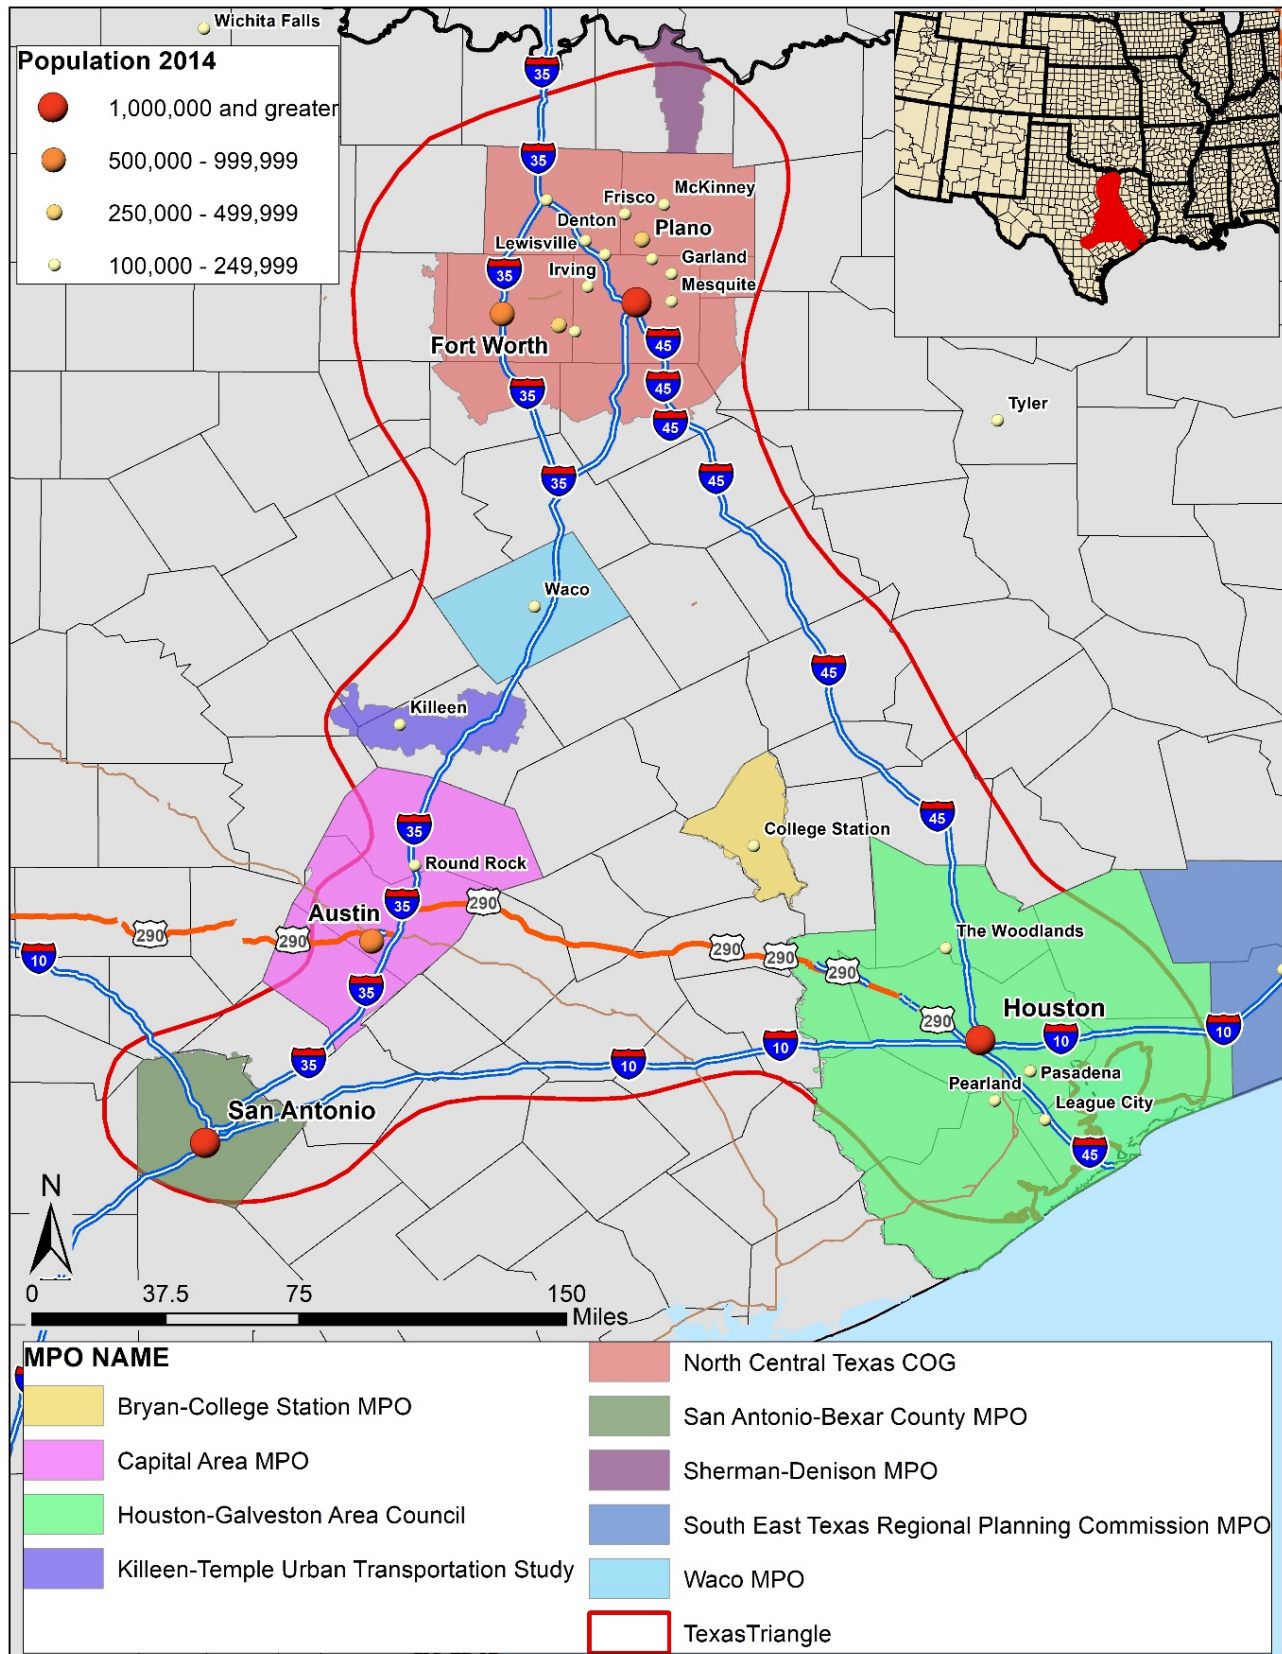 Wichita Falls
Population 2014
1,000,000 and greater
500,000 - 999,999
250,000 - 499,999
100,000 - 249,999
35
35
McKinney
Frisco
Denton
Plano
Lewisville
Garland
Irving
35
Mesquite
Fort Worth
45
45
35
45
Tyler
35
45
Waco
45
Killeen
45
35
College Station
Round Rock
35
290
Austin
290
290
The Woodlands
290
290
10
290
35
Houston
290
10
10
10
35
10
Pasadena
Pearland
League City
San Antonio
45
N
0 37.5 75 150
Miles
MPO NAME
Bryan-College Station MPO
Capital Area MPO
Houston-Galveston Area Council
Killeen-Temple Urban Transportation Study
North Central Texas COG
San Antonio-Bexar County MPO
Sherman-Denison MPO
South East Texas Regional Planning Commission MPO
Waco MPO
TexasTriangle